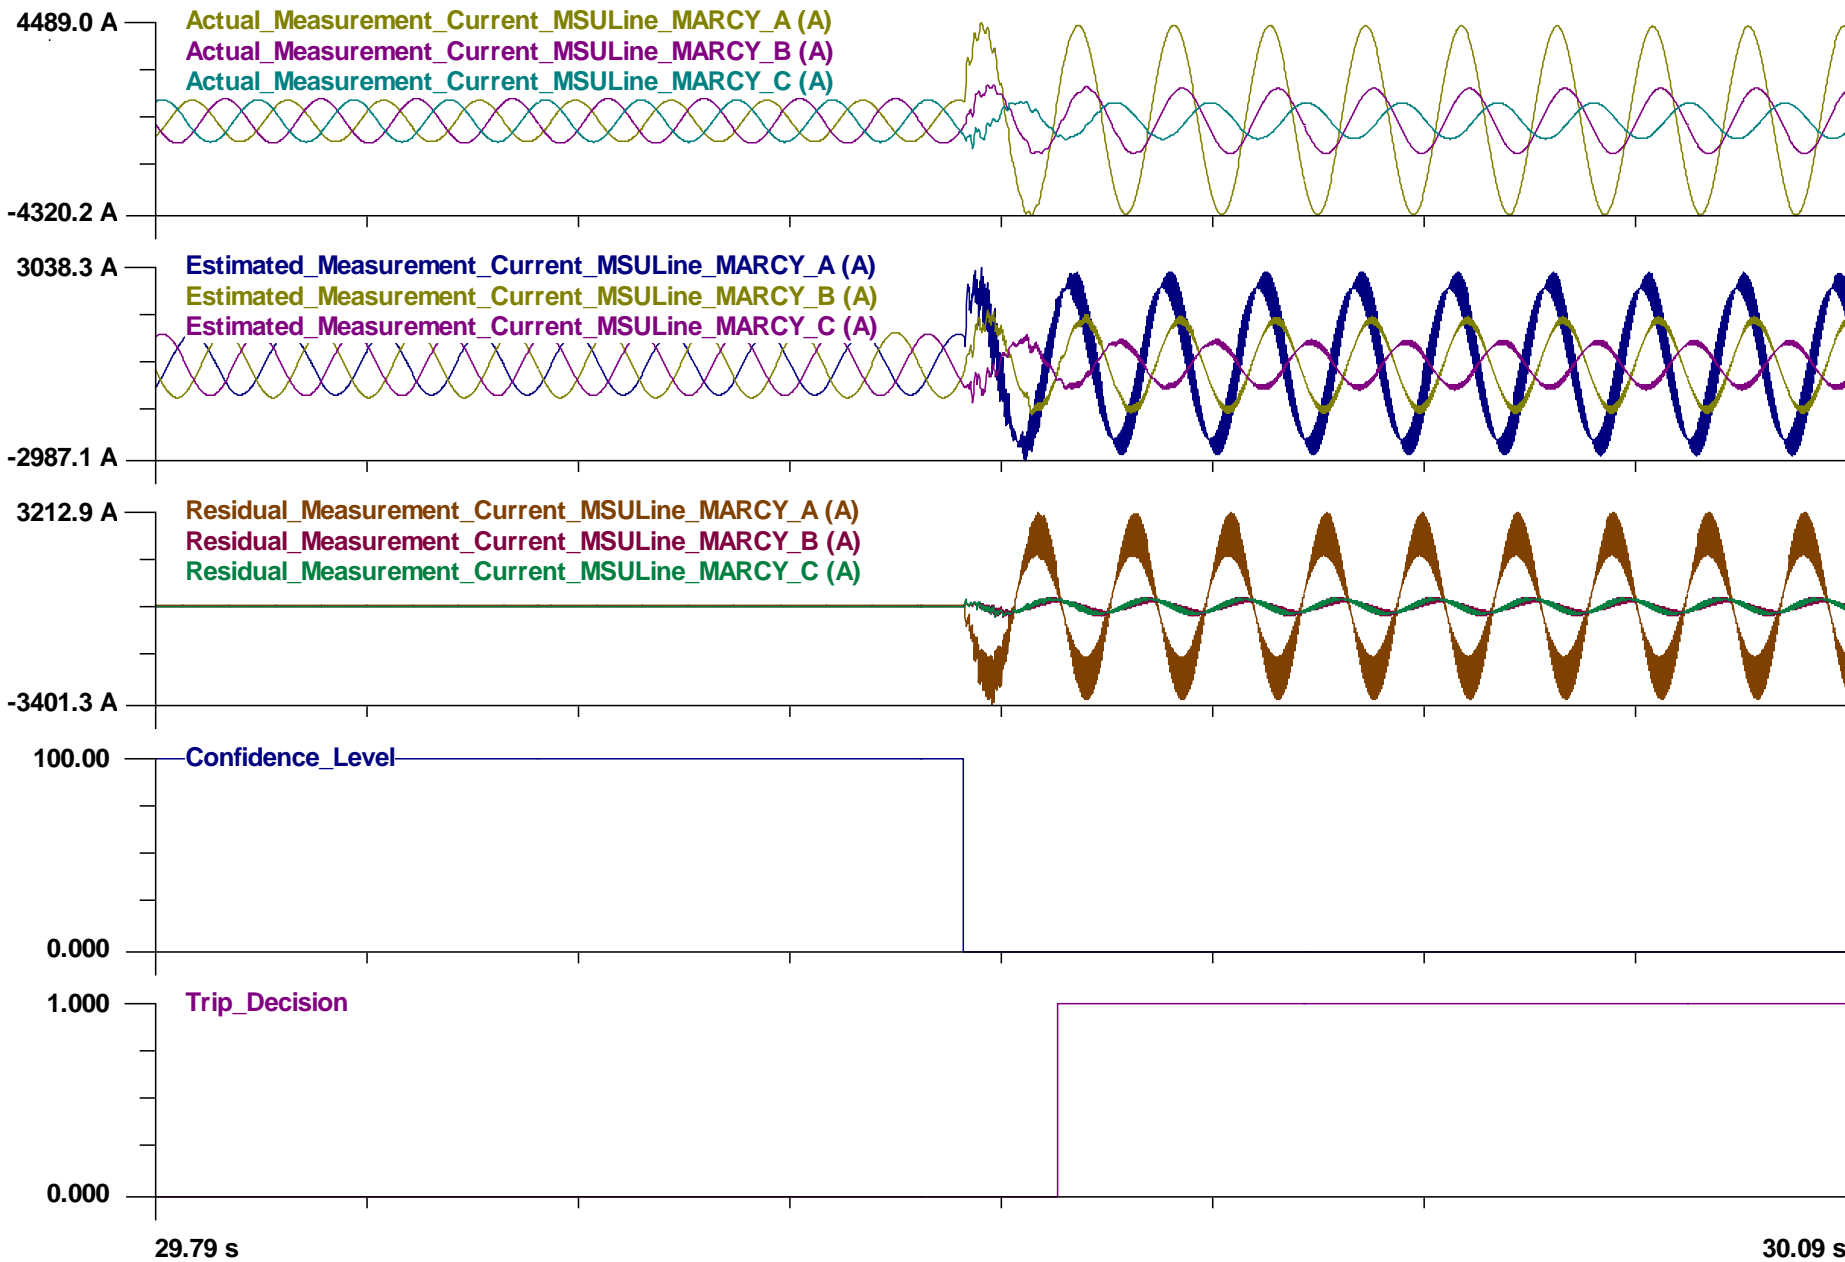 4489.0 A
Actual_Measurement_Current_MSULine_MARCY_A (A)
Actual_Measurement_Current_MSULine_MARCY_B (A)
Actual_Measurement_Current_MSULine_MARCY_C (A)
-4320.2 A
3038.3 A
Estimated_Measurement_Current_MSULine_MARCY_A (A)
Estimated_Measurement_Current_MSULine_MARCY_B (A)
Estimated_Measurement_Current_MSULine_MARCY_C (A)
-2987.1 A
3212.9 A
Residual_Measurement_Current_MSULine_MARCY_A (A)
Residual_Measurement_Current_MSULine_MARCY_B (A)
Residual_Measurement_Current_MSULine_MARCY_C (A)
-3401.3 A
100.00
Confidence_Level
0.000
1.000
Trip_Decision
0.000
29.79 s
30.09 s